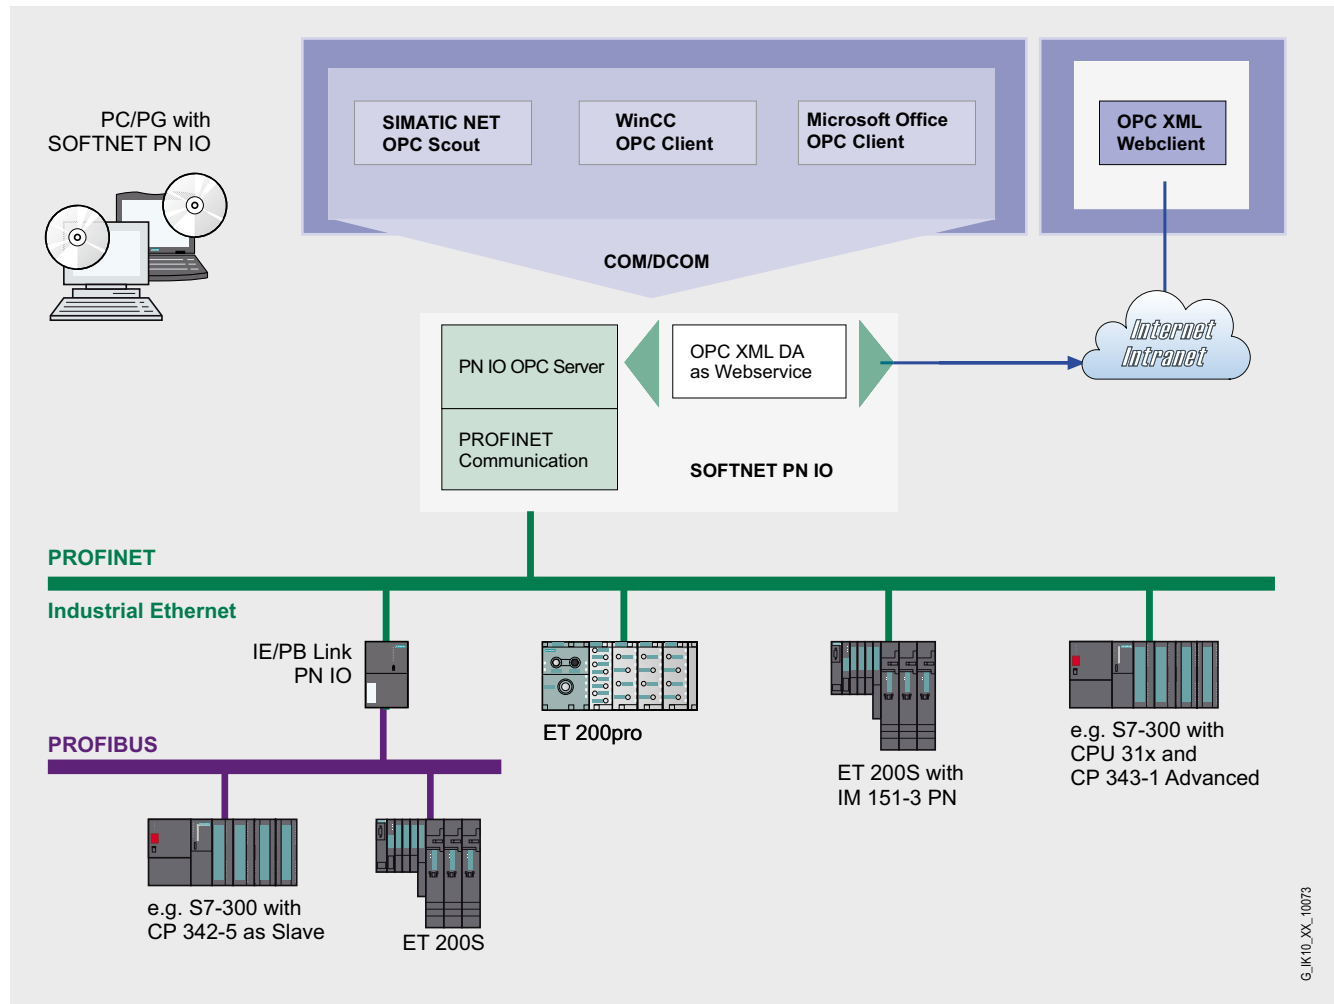 PC/PG with
SOFTNET PN IO
SIMATIC NET
OPC Scout
WinCC
OPC Client
Microsoft Office
OPC Client
OPC XML
Webclient
COM/DCOM
PN IO OPC Server
OPC XML DA
as Webservice
Internet
Intranet
PROFINET
Communication
SOFTNET PN IO
PROFINET
Industrial Ethernet
IE/PB Link
PN IO
ET 200pro
ET 200S with
IM 151-3 PN
e.g. S7-300 with
CPU 31x and
CP 343-1 Advanced
PROFIBUS
e.g. S7-300 with
CP 342-5 as Slave
ET 200S
G_IK10_XX_10073